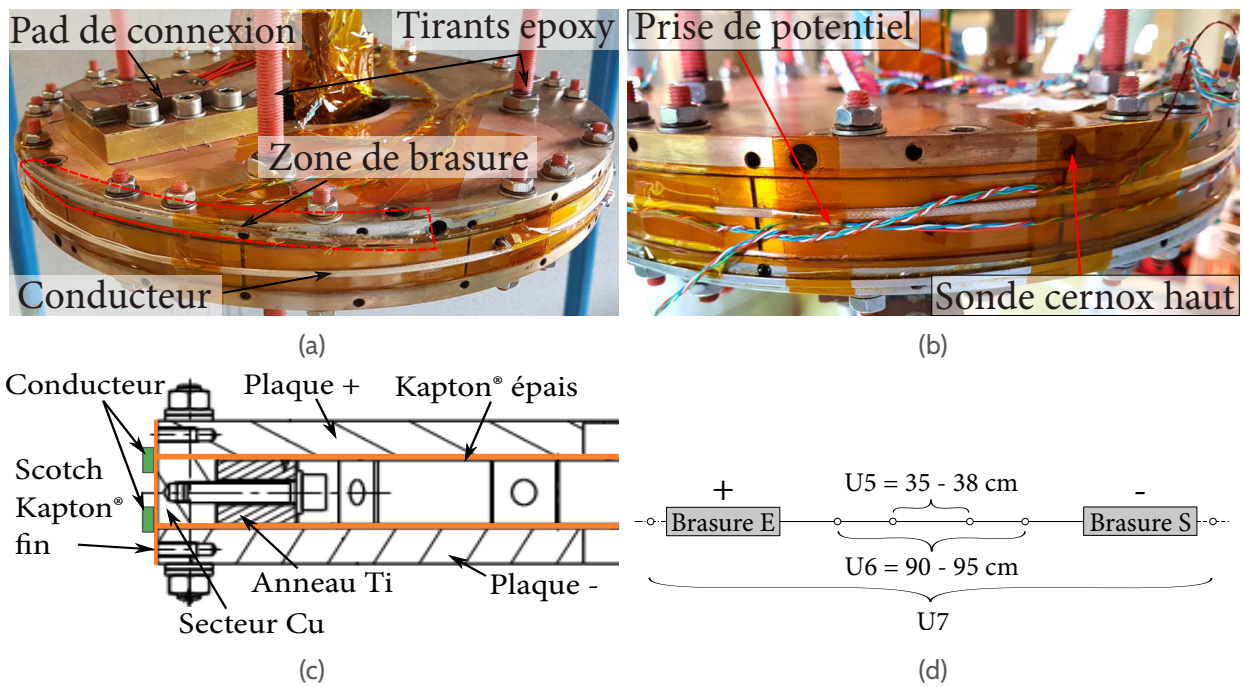 Pad de connexion
Tirants epoxy
Zone de brasure
Conducteur
(a)
Prise de potentiel
Sonde cernox haut
(b)
Conducteur
Plaque +
Kapton® épais
Scotch
Kapton®
fin
Anneau Ti
Plaque -
Secteur Cu
(c)
+
-
U5 = 35 - 38 cm
Brasure E
Brasure S
U6 = 90 - 95 cm
U7
(d)